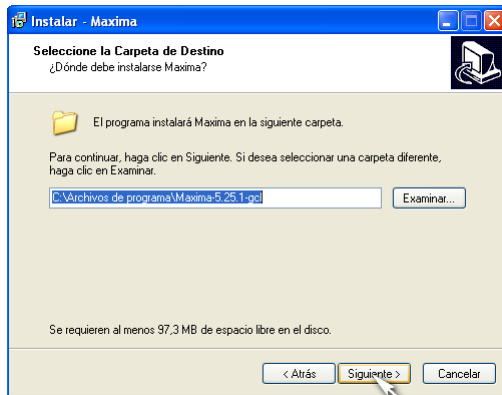 Instalar - Maxima
Seleccione la Carpeta de Destino
¿Dónde debe instalarse Maxima?
El programa instalará Maxima en la siguiente carpeta.
Para continuar, haga clic en Siguiente. Si desea seleccionar una carpeta diferente,
haga clic en Examinar.
C:\Archivos de programa\Maxima-5.25.1-gcl
Examinar...
Se requieren al menos 97,3 MB de espacio libre en el disco.
< Atrás
Siguiente >
Cancelar